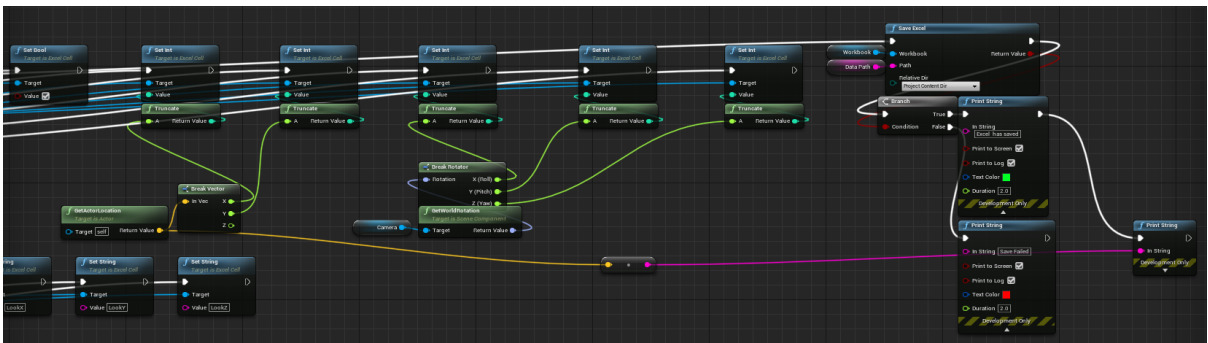 Set Bool
Target is Excel Cell
Target
Value
Set Int
Target is Excel Cell
Target
Value
Truncate
A Return Value
Set Int
Target is Excel Cell
Target
Value
Truncate
A Return Value
Set Int
Target is Excel Cell
Target
Value
Truncate
A Return Value
Set Int
Target is Excel Cell
Target
Value
Truncate
A Return Value
Set Int
Target is Excel Cell
Target
Value
Truncate
A Return Value
Save Excel
Workbook
Workbook Return Value
Data Path
Path
Relative Dir
Project Content Dir
Branch
True
Condition False
Print String
In String
Excel has saved
Print to Screen
Print to Log
Text Color
Duration 2.0
Development Only
Break Vector
In Vec X
Y
Z
GetActorLocation
Target is Actor
Target self Return Value
Break Rotator
Rotation X (Roll)
Y (Pitch)
Z (Yaw)
GetWorldRotation
Target is Scene Component
Camera
Target Return Value
Print String
In String Save Failed
Print to Screen
Print to Log
Text Color
Duration 2.0
Development Only
Print String
In String
Development Only
is Excel Cell
LookX
Set String
Target is Excel Cell
Target
Value LookY
Set String
Target is Excel Cell
Target
Value LookZ